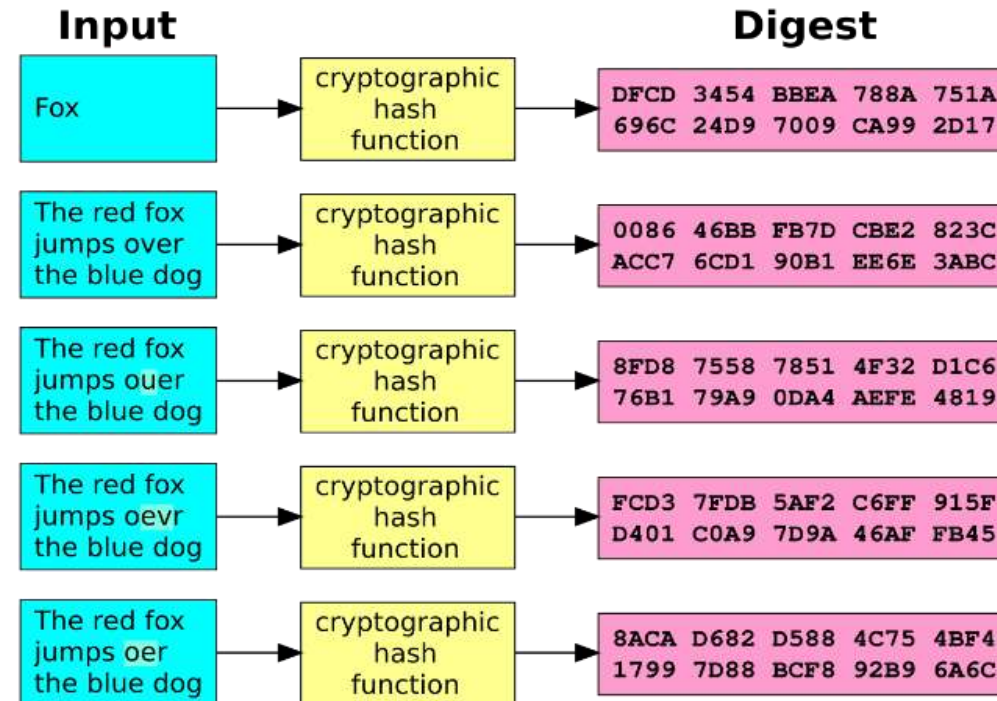 Input
Digest
Fox
cryptographic
hash
function
DFCD 3454 BBEA 788A 751A
696C 24D9 7009 CA99 2D17
The red fox
jumps over
the blue dog
cryptographic
hash
function
0086 46BB FB7D CBE2 823C
ACC7 6CD1 90B1 EE6E 3ABC
The red fox
jumps ouer
the blue dog
cryptographic
hash
function
8FD8 7558 7851 4F32 D1C6
76B1 79A9 0DA4 AEFE 4819
The red fox
jumps oevr
the blue dog
cryptographic
hash
function
FCD3 7FDB 5AF2 C6FF 915F
D401 C0A9 7D9A 46AF FB45
The red fox
jumps oer
the blue dog
cryptographic
hash
function
8ACA D682 D588 4C75 4BF4
1799 7D88 BCF8 92B9 6A6C